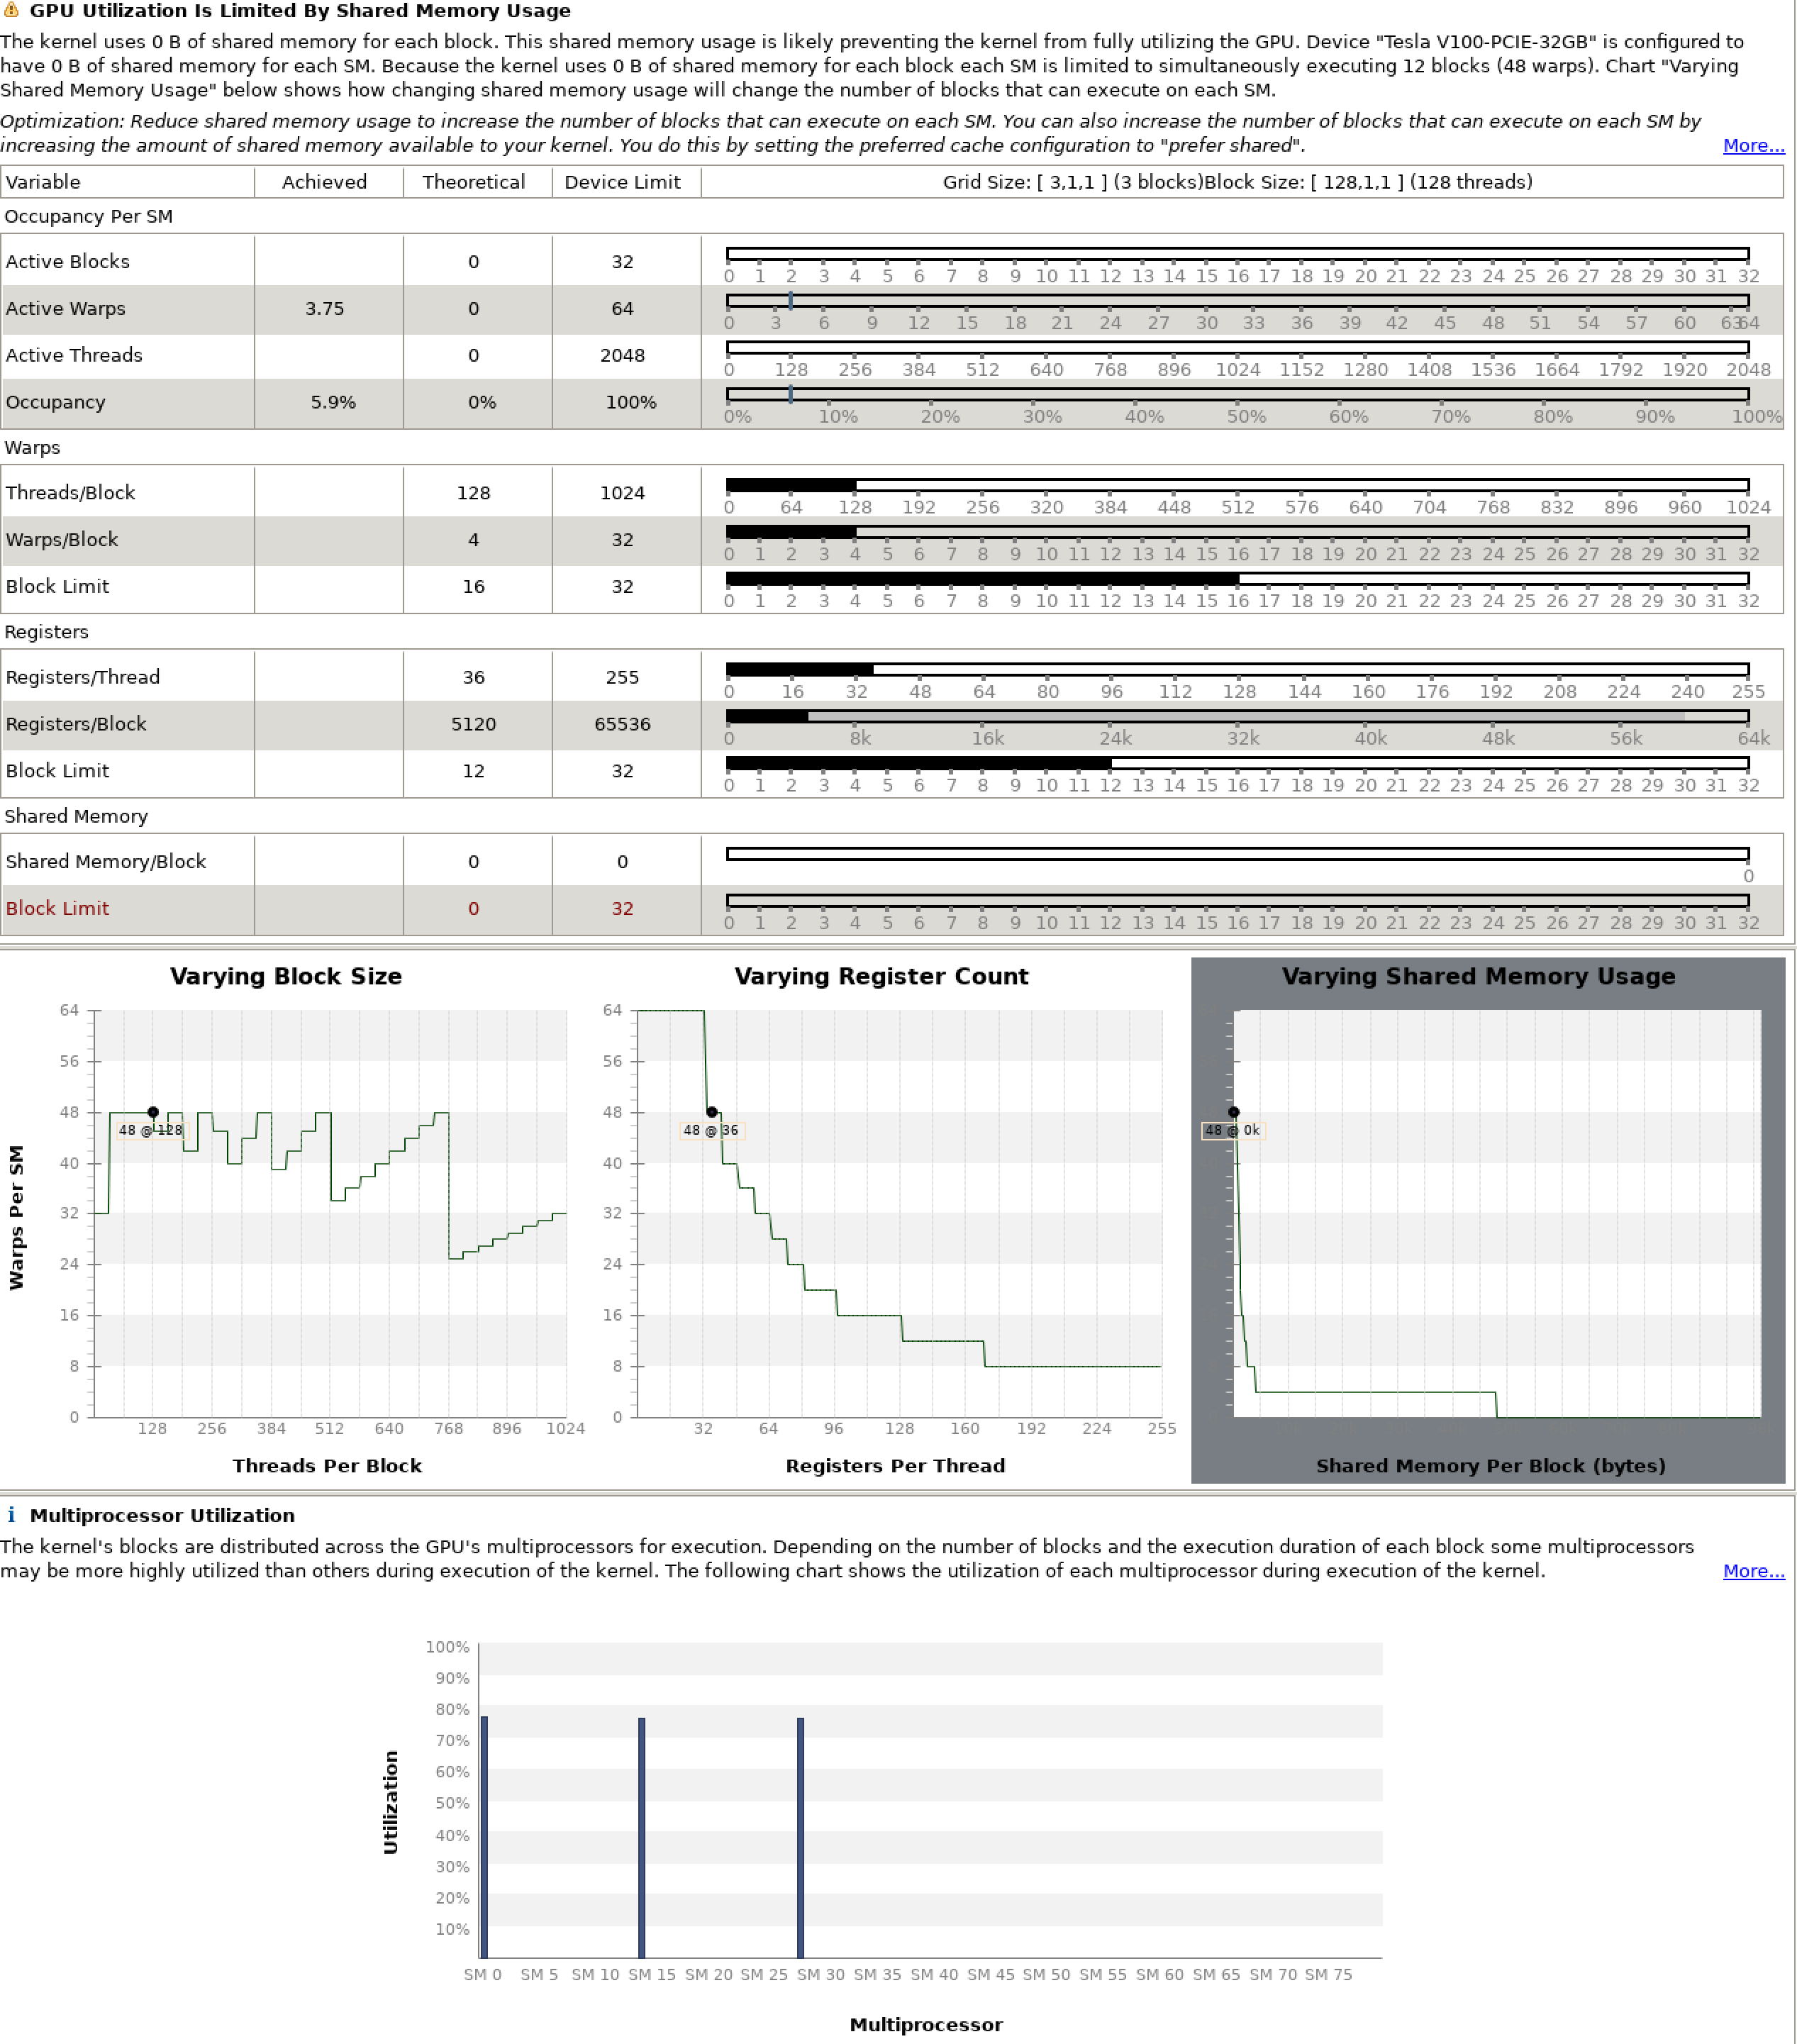 GPU Utilization Is Limited By Shared Memory Usage
The kernel uses 0 B of shared memory for each block. This shared memory usage is likely preventing the kernel from fully utilizing the GPU. Device "Tesla V100-PCIE-32GB" is configured to
have 0 B of shared memory for each SM. Because the kernel uses 0 B of shared memory for each block each SM is limited to simultaneously executing 12 blocks (48 warps). Chart "Varying
Shared Memory Usage" below shows how changing shared memory usage will change the number of blocks that can execute on each SM.
Optimization: Reduce shared memory usage to increase the number of blocks that can execute on each SM. You can also increase the number of blocks that can execute on each SM by
increasing the amount of shared memory available to your kernel. You do this by setting the preferred cache configuration to "prefer shared". More...
Variable Achieved Theoretical Device Limit Grid Size: [ 3,1,1 ] (3 blocks)Block Size: [ 128,1,1 ] (128 threads)
Occupancy Per SM
Active Blocks 0 32
0 1 2 3 4 5 6 7 8 9 10 11 12 13 14 15 16 17 18 19 20 21 22 23 24 25 26 27 28 29 30 31 32
Active Warps 3.75 0 64
0 3 6 9 12 15 18 21 24 27 30 33 36 39 42 45 48 51 54 57 60 63 64
Active Threads 0 2048
0 128 256 384 512 640 768 896 1024 1152 1280 1408 1536 1664 1792 1920 2048
Occupancy 5.9% 0% 100%
0% 10% 20% 30% 40% 50% 60% 70% 80% 90% 100%
Warps
Threads/Block 128 1024
0 64 128 192 256 320 384 448 512 576 640 704 768 832 896 960 1024
Warps/Block 4 32
0 1 2 3 4 5 6 7 8 9 10 11 12 13 14 15 16 17 18 19 20 21 22 23 24 25 26 27 28 29 30 31 32
Block Limit 16 32
0 1 2 3 4 5 6 7 8 9 10 11 12 13 14 15 16 17 18 19 20 21 22 23 24 25 26 27 28 29 30 31 32
Registers
Registers/Thread 36 255
0 16 32 48 64 80 96 112 128 144 160 176 192 208 224 240 255
Registers/Block 5120 65536
0 8k 16k 24k 32k 40k 48k 56k 64k
Block Limit 12 32
0 1 2 3 4 5 6 7 8 9 10 11 12 13 14 15 16 17 18 19 20 21 22 23 24 25 26 27 28 29 30 31 32
Shared Memory
Shared Memory/Block 0 0
0
Block Limit 0 32
0 1 2 3 4 5 6 7 8 9 10 11 12 13 14 15 16 17 18 19 20 21 22 23 24 25 26 27 28 29 30 31 32
Varying Block Size
Warps Per SM
64
56
48
40
32
24
16
8
0
48 @ 128
128 256 384 512 640 768 896 1024
Threads Per Block
Varying Register Count
64
56
48
40
32
24
16
8
0
48 @ 36
32 64 96 128 160 192 224 255
Registers Per Thread
Varying Shared Memory Usage
48 @ 0k
Shared Memory Per Block (bytes)
i Multiprocessor Utilization
The kernel's blocks are distributed across the GPU's multiprocessors for execution. Depending on the number of blocks and the execution duration of each block some multiprocessors
may be more highly utilized than others during execution of the kernel. The following chart shows the utilization of each multiprocessor during execution of the kernel. More...
Utilization
100%
90%
80%
70%
60%
50%
40%
30%
20%
10%
SM 0 SM 5 SM 10 SM 15 SM 20 SM 25 SM 30 SM 35 SM 40 SM 45 SM 50 SM 55 SM 60 SM 65 SM 70 SM 75
Multiprocessor